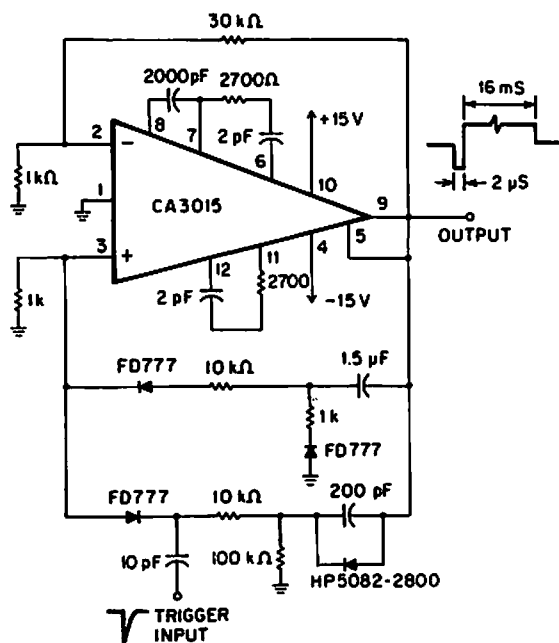 30 kΩ
2000pF
2700Ω
16 mS
2 pF
+15V
2
8
7
6
10
1kΩ
1
CA3015
9
2 µS
5
OUTPUT
3
12
11
4
1k
2 pF
2700
-15 V
FD777
10 kΩ
1.5 µF
1k
FD777
FD777
10 kΩ
200 pF
10 pF
100 kΩ
HP5082-2800
TRIGGER
INPUT